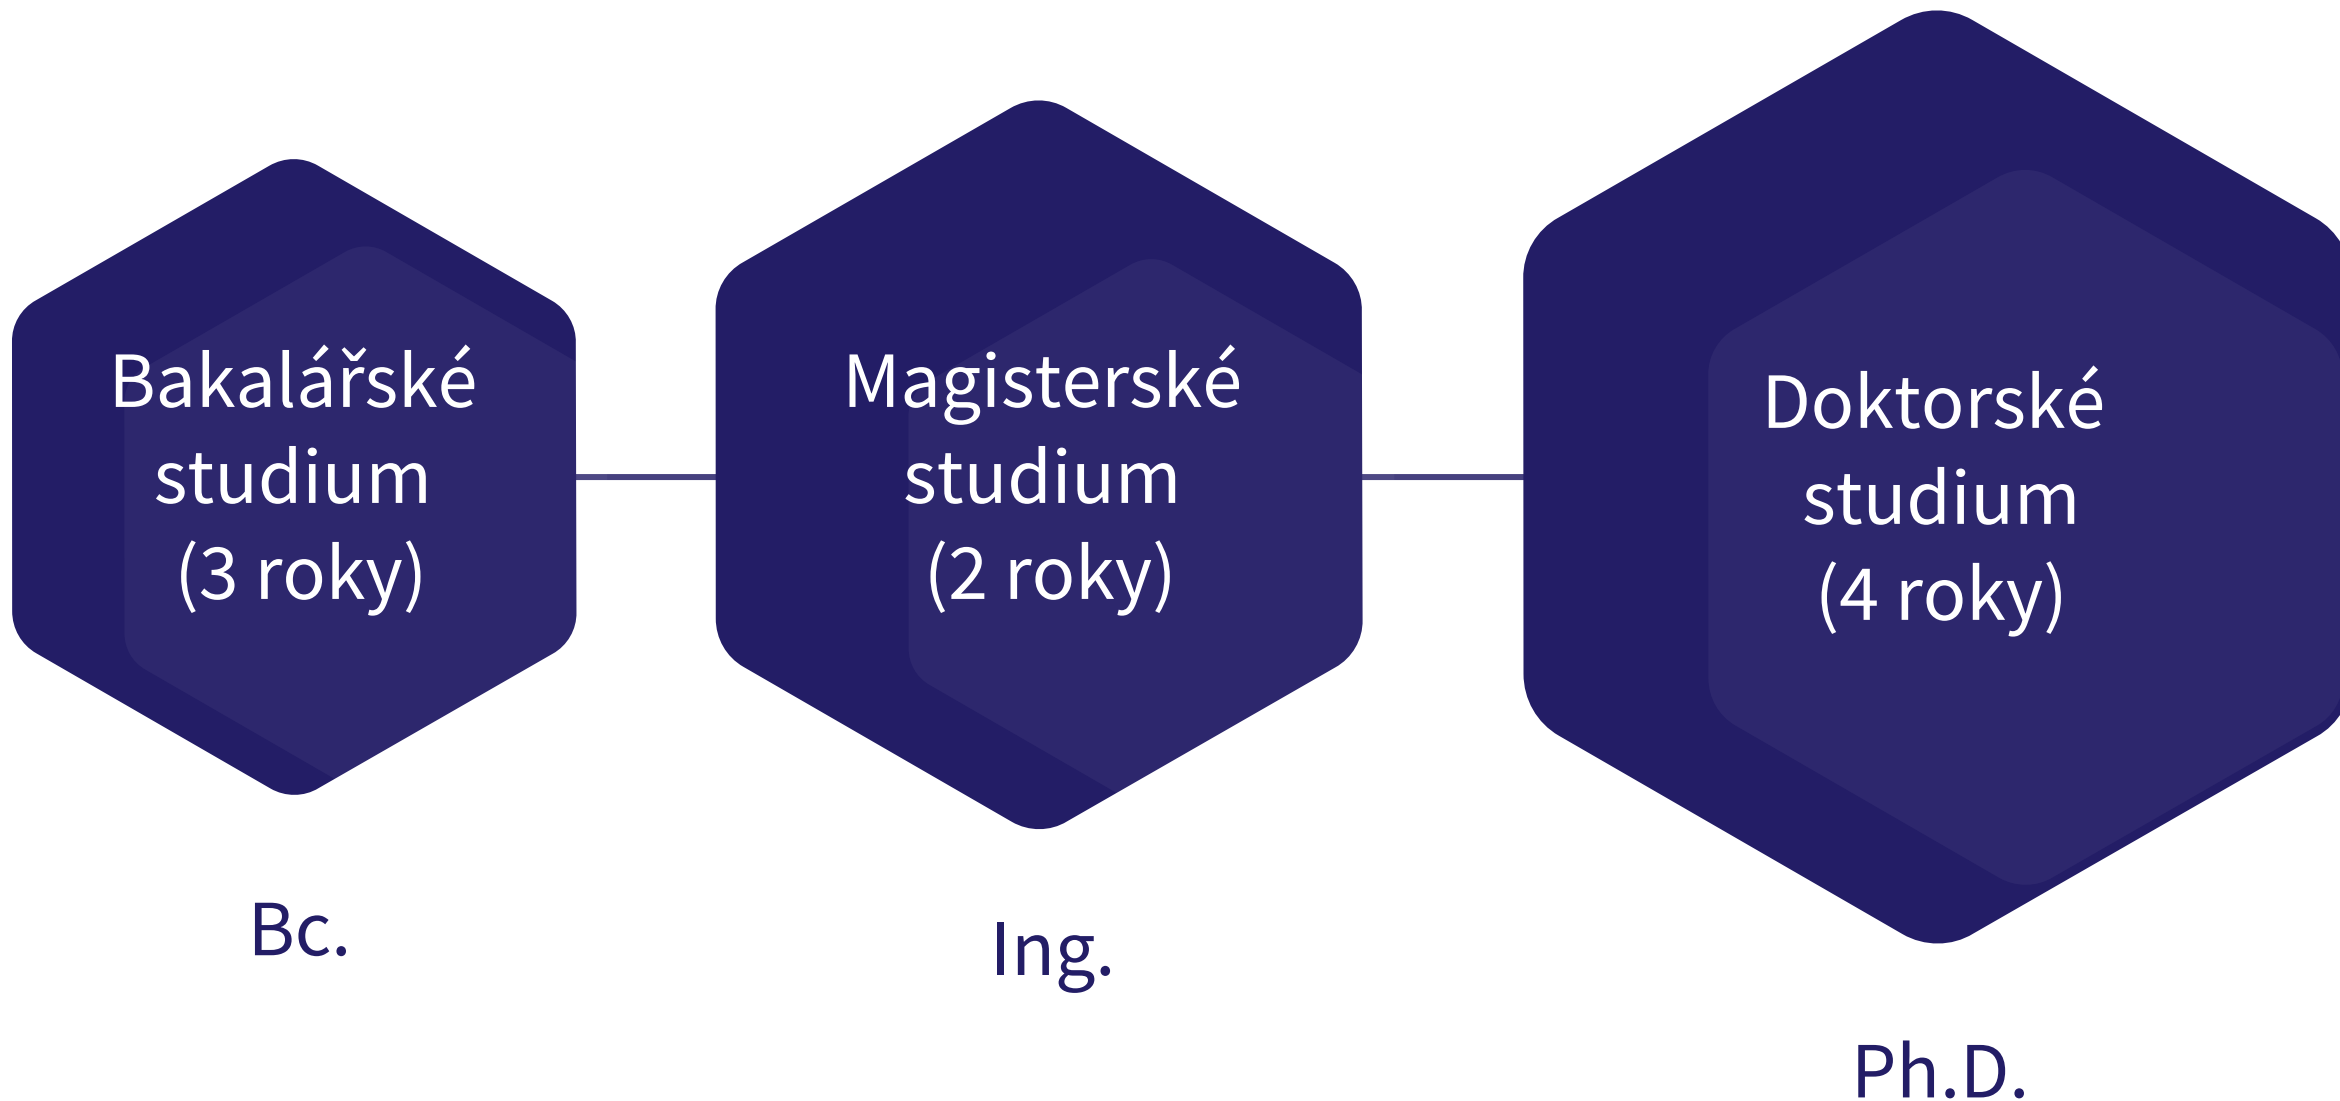 Bakalářské
studium
(3 roky)
Bc.
Magisterské
studium
(2 roky)
Ing.
Doktorské
studium
(4 roky)
Ph.D.